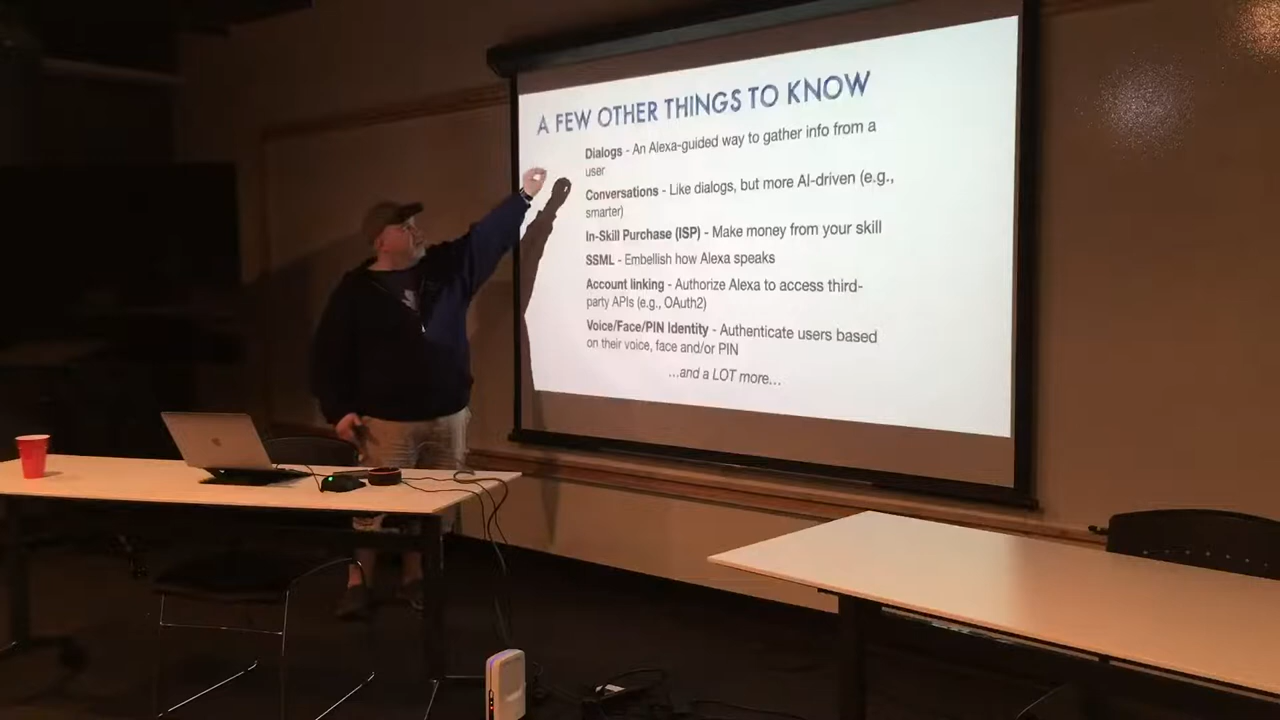 A FEW OTHER THINGS TO KNOW
Dialogs - An Alexa-guided way to gather info from a
user
Conversations - Like dialogs, but more AI-driven (e.g.,
smarter)
In-Skill Purchase (ISP) - Make money from your skill
SSML - Embellish how Alexa speaks
Account linking - Authorize Alexa to access third-
party APIs (e.g., OAuth2)
Voice/Face/PIN Identity - Authenticate users based
on their voice, face and/or PIN
...and a LOT more...